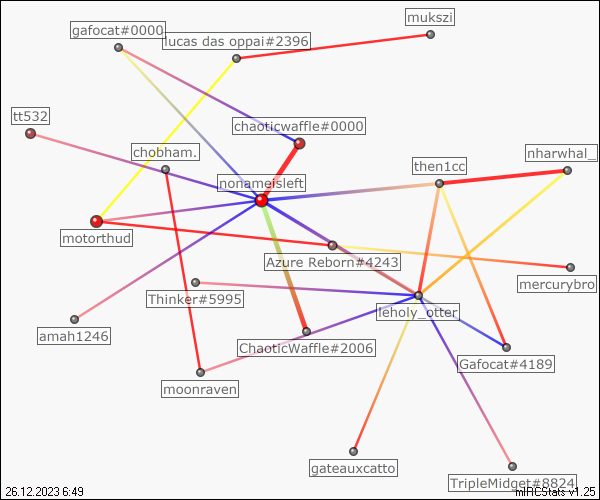 gafocat#0000
mukszi
lucas das oppai#2396
tt532
chaoticwaffle#0000
chobham.
then1cc
nharwhal_
nonameisleft
motorthud
Azure Reborn#4243
mercurybro
Thinker#5995
leholy_otter
amah1246
ChaoticWaffle#2006
Gafocat#4189
moonraven
gateauxcatto
TripleMidget#8824
26.12.2023 6:49
mIRCStats v1.25